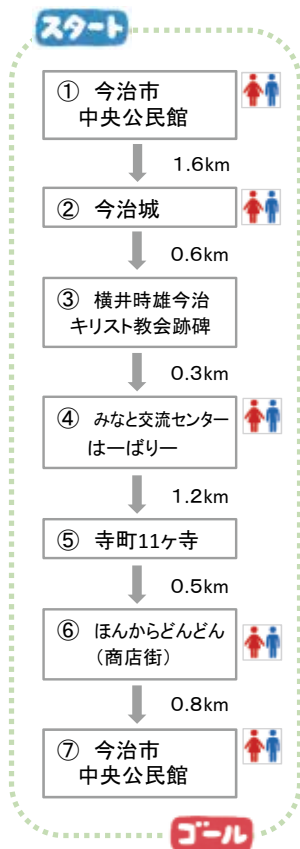 スタート
① 今治市
中央公民館
1.6km
② 今治城
0.6km
③ 横井時雄今治
キリスト教会跡碑
0.3km
④ みなと交流センター
はーばりー
1.2km
⑤ 寺町11ヶ寺
0.5km
⑥ ほんからどんどん
（商店街）
0.8km
⑦ 今治市
中央公民館
ゴール